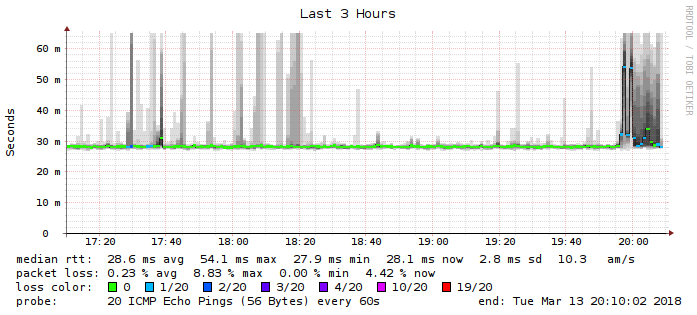 Last 3 Hours
RRDTOOL / TOBI OETIKER
Seconds
60 m
50 m
40 m
30 m
20 m
10 m
0
17:20 17:40 18:00 18:20 18:40 19:00 19:20 19:40 20:00
median rtt: 28.6 ms avg 54.1 ms max 27.9 ms min 28.1 ms now 2.8 ms sd 10.3 am/s
packet loss: 0.23 % avg 8.83 % max 0.00 % min 4.42 % now
loss color: 0 1/20 2/20 3/20 4/20 10/20 19/20
probe: 20 ICMP Echo Pings (56 Bytes) every 60s end: Tue Mar 13 20:10:02 2018